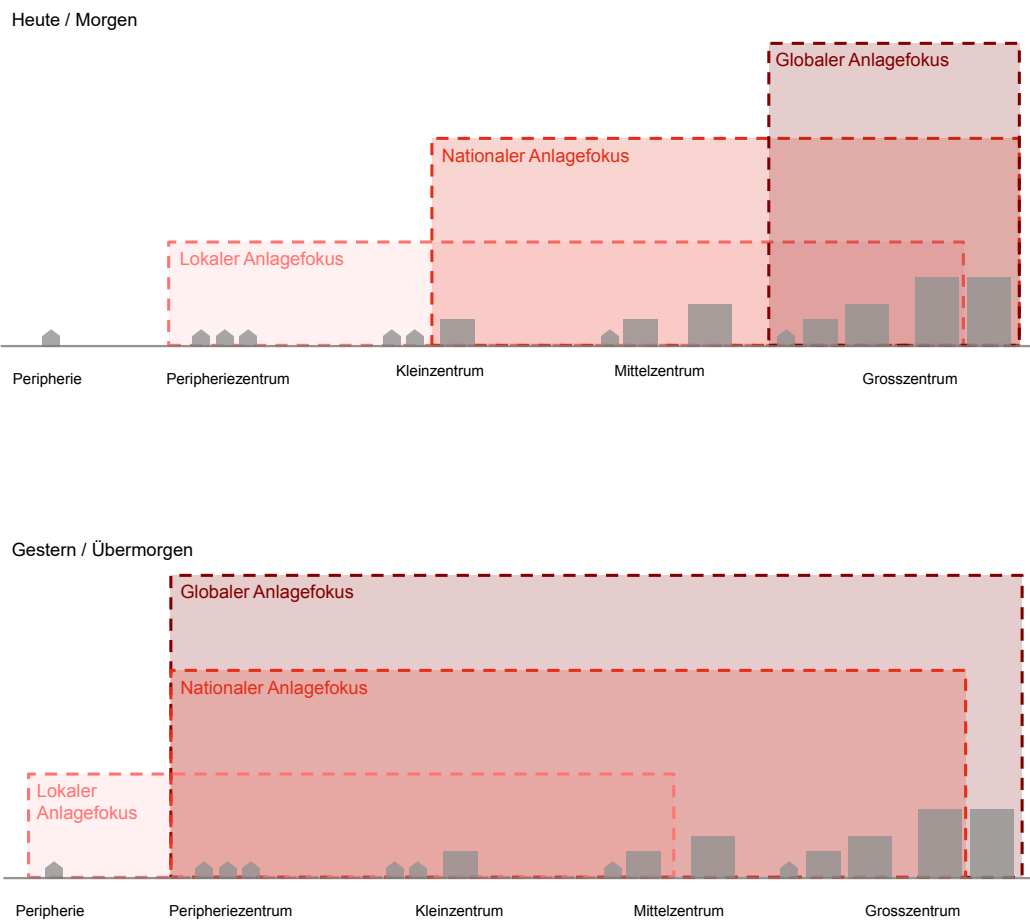 Heute / Morgen
Globaler Anlagefokus
Nationaler Anlagefokus
Lokaler Anlagefokus
Peripherie
Peripheriezentrum
Kleinzentrum
Mittelzentrum
Grosszentrum
Gestern / Übermorgen
Globaler Anlagefokus
Nationaler Anlagefokus
Lokaler
Anlagefokus
Peripherie
Peripheriezentrum
Kleinzentrum
Mittelzentrum
Grosszentrum